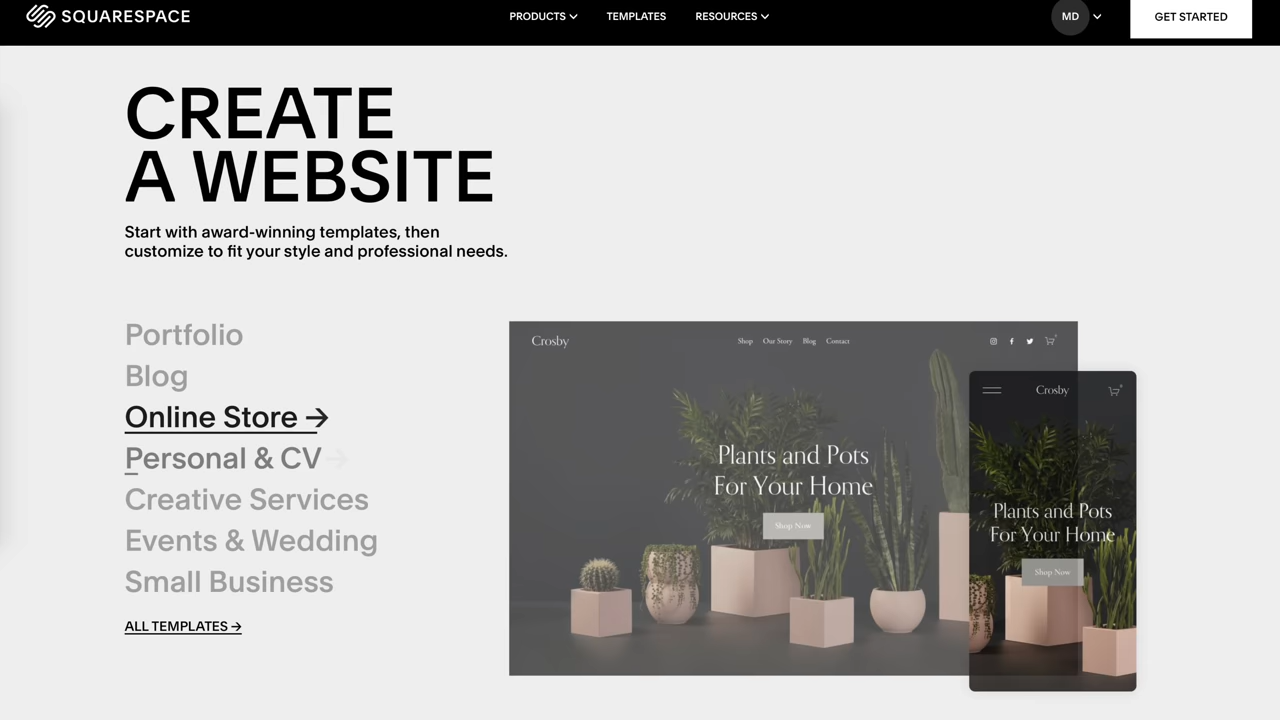 SQUARESPACE
PRODUCTS
TEMPLATES
RESOURCES
MD
GET STARTED
CREATE
A WEBSITE
Start with award-winning templates, then
customize to fit your style and professional needs.
Portfolio
Blog
Online Store →
Personal & CV →
Creative Services
Events & Wedding
Small Business
ALL TEMPLATES →
Crosby
Shop Our Story Blog Contact
Plants and Pots
For Your Home
Shop Now
Crosby
Plants and Pots
For Your Home
Shop Now